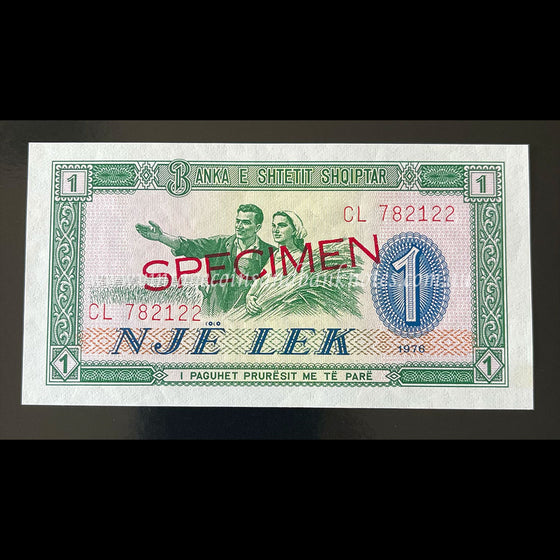 1 BANKA E SHTETIT SHQIPTAR 1
CL 782122
SPECIMEN
1
CL 782122
NJË LEK
1976
1 I PAGUHET PRURËSIT ME TË PARË 1